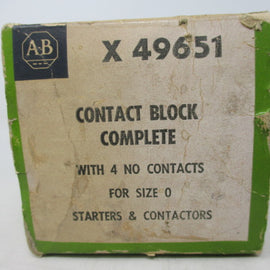 A-B
X 49651
CONTACT BLOCK
COMPLETE
WITH 4 NO CONTACTS
FOR SIZE 0
STARTERS & CONTACTORS